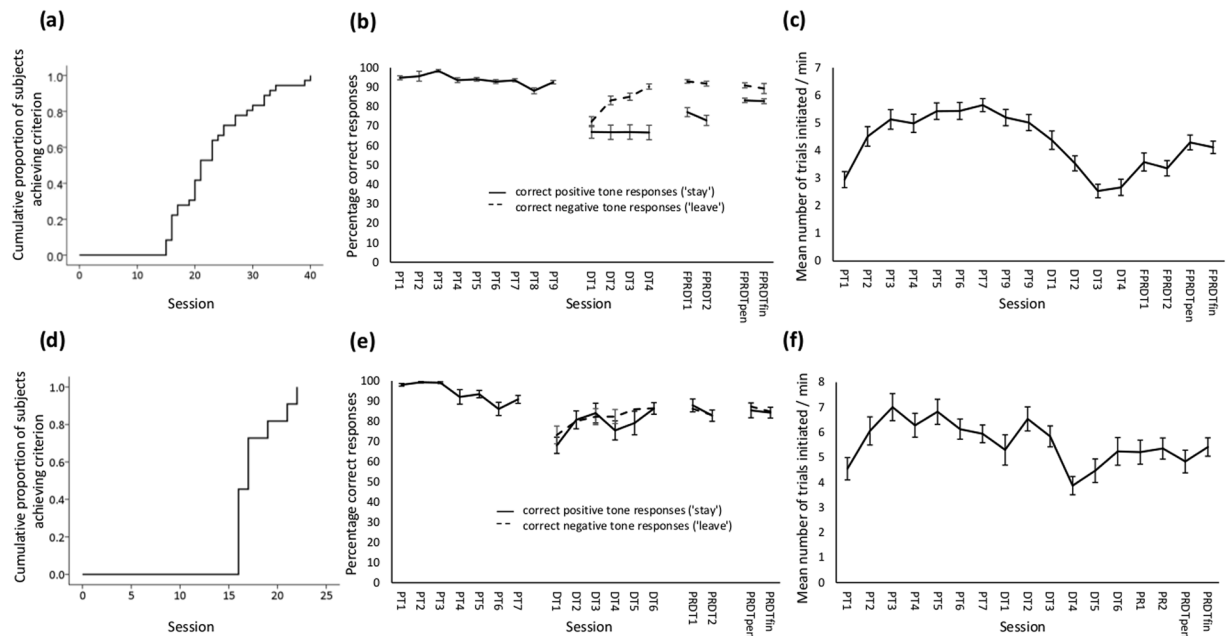 (a)
Cumulative proportion of subjects
achieving criterion
1.0
0.8
0.6
0.4
0.2
0.0
0
10
20
30
40
Session
(b)
Percentage correct responses
100
90
80
70
60
50
40
30
20
10
0
correct positive tone responses ('stay')
correct negative tone responses ('leave')
PT1
PT2
PT3
PT4
PT5
PT6
PT7
PT8
PT9
DT1
DT2
DT3
DT4
FPRDT1
FPRDT2
FPRDTpen
FPRDTfin
Session
(c)
Mean number of trials initiated / min
7
6
5
4
3
2
1
0
PT1
PT2
PT3
PT4
PT5
PT6
PT7
PT9
PT9
DT1
DT2
DT3
DT4
FPRDT1
FPRDT2
FPRDTpen
FPRDTfin
Session
(d)
Cumulative proportion of subjects
achieving criterion
1.0
0.8
0.6
0.4
0.2
0.0
0
5
10
15
20
25
Session
(e)
Percentage correct responses
100
90
80
70
60
50
40
30
20
10
0
correct positive tone responses ('stay')
correct negative tone responses ('leave')
PT1
PT2
PT3
PT4
PT5
PT6
PT7
DT1
DT2
DT3
DT4
DT5
DT6
PRDT1
PRDT2
PRDTpen
PRDTfin
Session
(f)
Mean number of trials initiated / min
8
7
6
5
4
3
2
1
0
PT1
PT2
PT3
PT4
PT5
PT6
PT7
DT1
DT2
DT3
DT4
DT5
DT6
PR1
PR2
PRDTpen
PRDTfin
Session